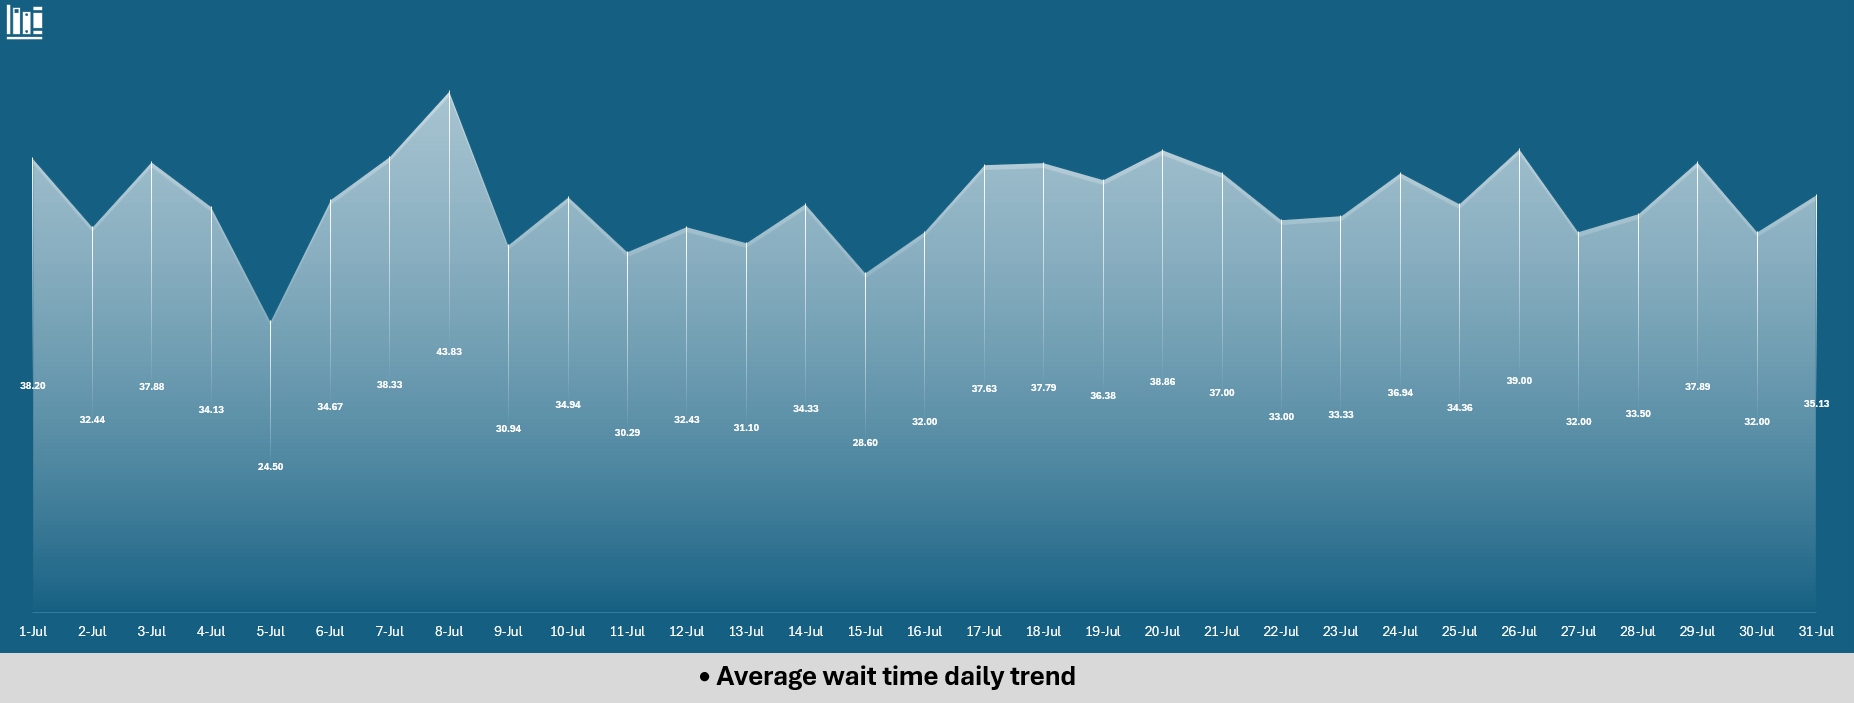 43.83
38.20 32.44 37.88 34.13 24.50 34.67 38.33 30.94 34.94 30.29 32.43 31.10 34.33 28.60 32.00 37.63 37.79 36.38 38.86 37.00 33.00 33.33 36.94 34.36 39.00 32.00 33.50 37.89 32.00 35.13
1-Jul 2-Jul 3-Jul 4-Jul 5-Jul 6-Jul 7-Jul 8-Jul 9-Jul 10-Jul 11-Jul 12-Jul 13-Jul 14-Jul 15-Jul 16-Jul 17-Jul 18-Jul 19-Jul 20-Jul 21-Jul 22-Jul 23-Jul 24-Jul 25-Jul 26-Jul 27-Jul 28-Jul 29-Jul 30-Jul 31-Jul
• Average wait time daily trend